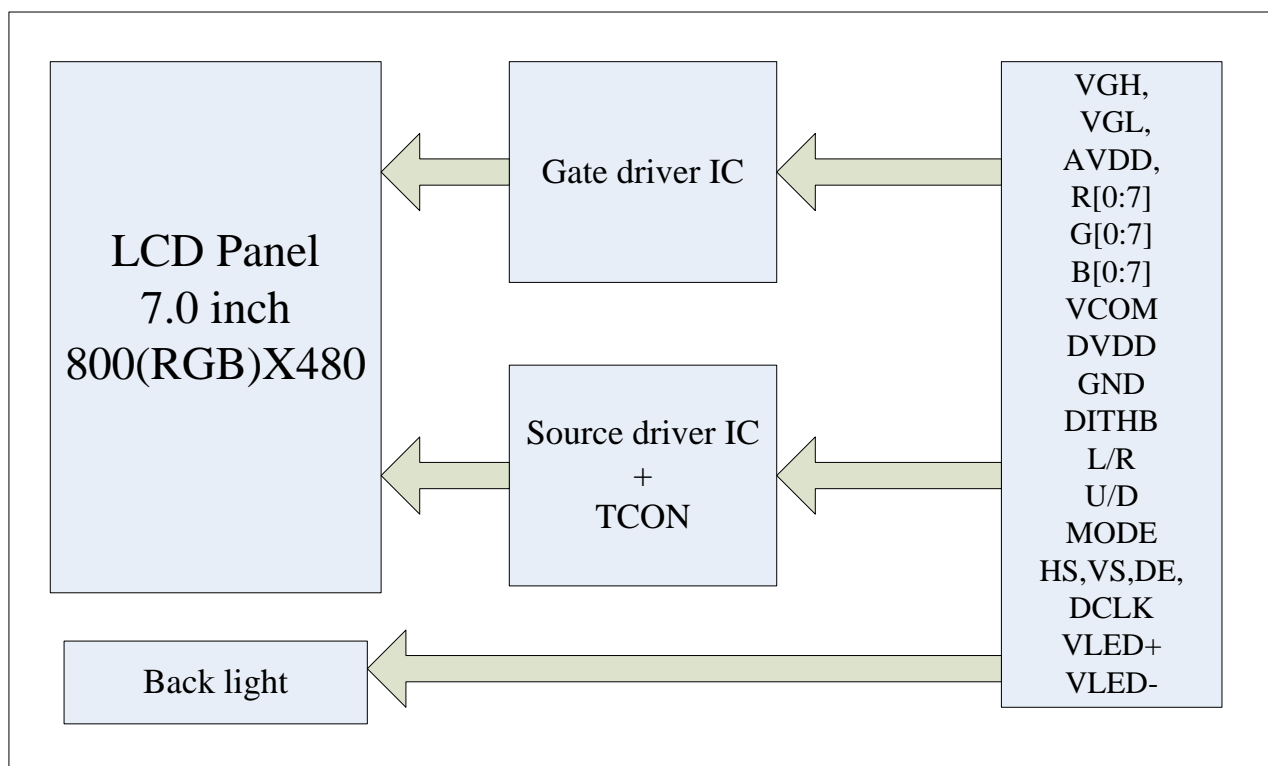 LCD Panel
7.0 inch
800(RGB)X480
Gate driver IC
Source driver IC
+
TCON
Back light
VGH,
VGL,
AVDD,
R[0:7]
G[0:7]
B[0:7]
VCOM
DVDD
GND
DITHB
L/R
U/D
MODE
HS,VS,DE,
DCLK
VLED+
VLED-